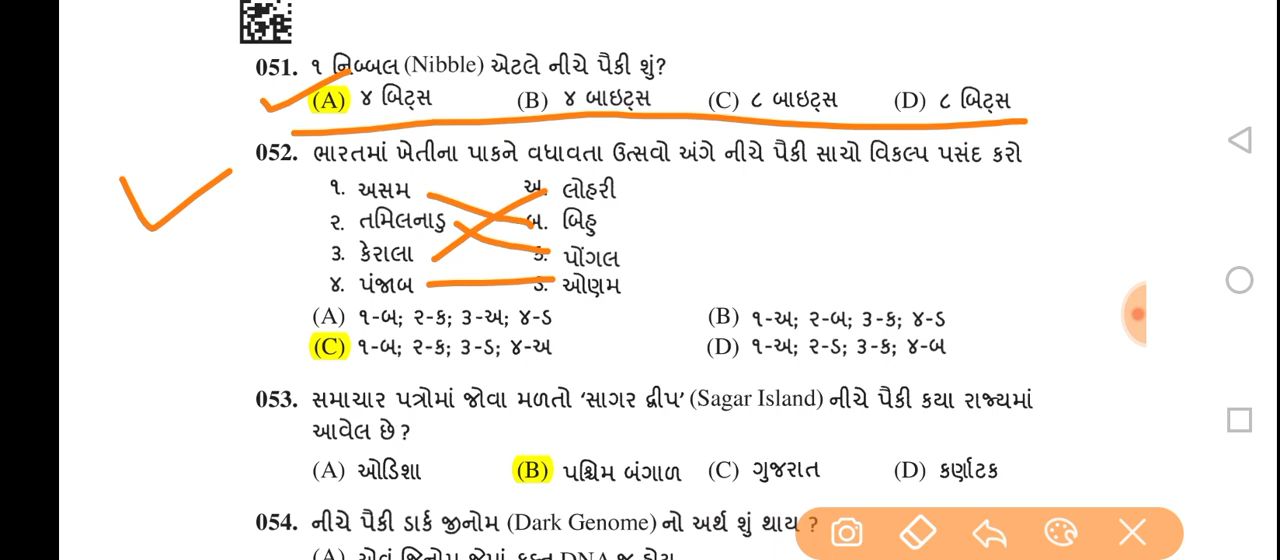 051. ૧ નિબ્બલ (Nibble) એટલે નીચે પૈકી શું?
(A) ૪ બિટ્સ (B) ૪ બાઇટ્સ (C) ૮ બાઇટ્સ (D) ૮ બિટ્સ
052. ભારતમાં ખેતીના પાકને વધાવતા ઉત્સવો અંગે નીચે પૈકી સાચો વિકલ્પ પસંદ કરો
૧. અસમ અ. લોહરી
૨. તમિલનાડુ બ. બિહુ
૩. કેરાલા ક. પોંગલ
૪. પંજાબ ડ. ઓણમ
(A) ૧-બ; ૨-ક; ૩-અ; ૪-ડ (B) ૧-અ; ૨-બ; ૩-ક; ૪-ડ
(C) ૧-બ; ૨-ક; ૩-ડ; ૪-અ (D) ૧-અ; ૨-ડ; ૩-ક; ૪-બ
053. સમાચાર પત્રોમાં જોવા મળતો ‘સાગર દ્વીપ’ (Sagar Island) નીચે પૈકી કયા રાજ્યમાં
આવેલ છે?
(A) ઓડિશા (B) પશ્ચિમ બંગાળ (C) ગુજરાત (D) કર્ણાટક
054. નીચે પૈકી ડાર્ક જીનોમ (Dark Genome) નો અર્થ શું થાય ?
(A) એવું જિનોમ જેમાં ફક્ત DNA જ હોય